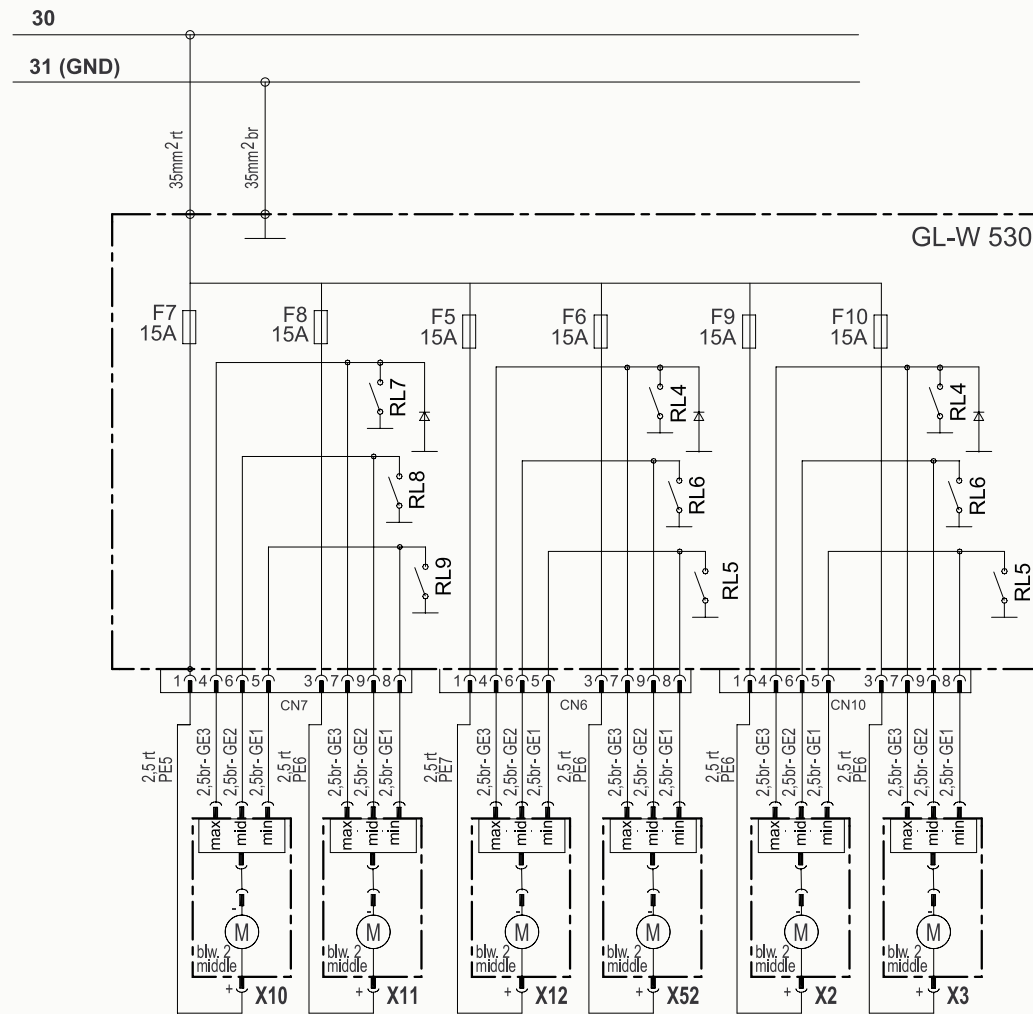 30
31 (GND)
35mm² rt
35mm² br
GL-W 530
F7
15A
F8
15A
F5
15A
F6
15A
F9
15A
F10
15A
RL7
RL4
RL4
RL8
RL6
RL6
RL9
RL5
RL5
1 4 6 5 3 7 9 8
1 4 6 5 3 7 9 8
1 4 6 5 3 7 9 8
CN7
CN6
CN10
2,5 rt
PE5
2,5br- GE3
2,5br- GE2
2,5br- GE1
2,5 rt
PE6
2,5br- GE3
2,5br- GE2
2,5br- GE1
2,5 rt
PE7
2,5br- GE3
2,5br- GE2
2,5br- GE1
2,5 rt
PE6
2,5br- GE3
2,5br- GE2
2,5br- GE1
2,5 rt
PE6
2,5br- GE3
2,5br- GE2
2,5br- GE1
2,5 rt
PE6
2,5br- GE3
2,5br- GE2
2,5br- GE1
max mid min
max mid min
max mid min
max mid min
max mid min
max mid min
- M
- M
- M
- M
- M
- M
blw. 2
middle
blw. 2
middle
blw. 2
middle
blw. 2
middle
blw. 2
middle
blw. 2
middle
+ X10
+ X11
+ X12
+ X52
+ X2
+ X3